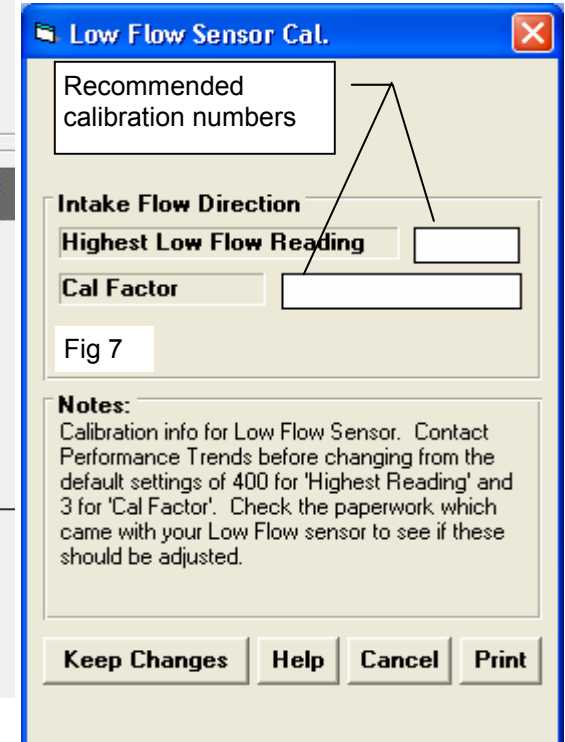 Low Flow Sensor Cal.
Recommended
calibration numbers
Intake Flow Direction
Highest Low Flow Reading
Cal Factor
Fig 7
Notes:
Calibration info for Low Flow Sensor. Contact
Performance Trends before changing from the
default settings of 400 for 'Highest Reading' and
3 for 'Cal Factor'. Check the paperwork which
came with your Low Flow sensor to see if these
should be adjusted.
Keep Changes Help Cancel Print